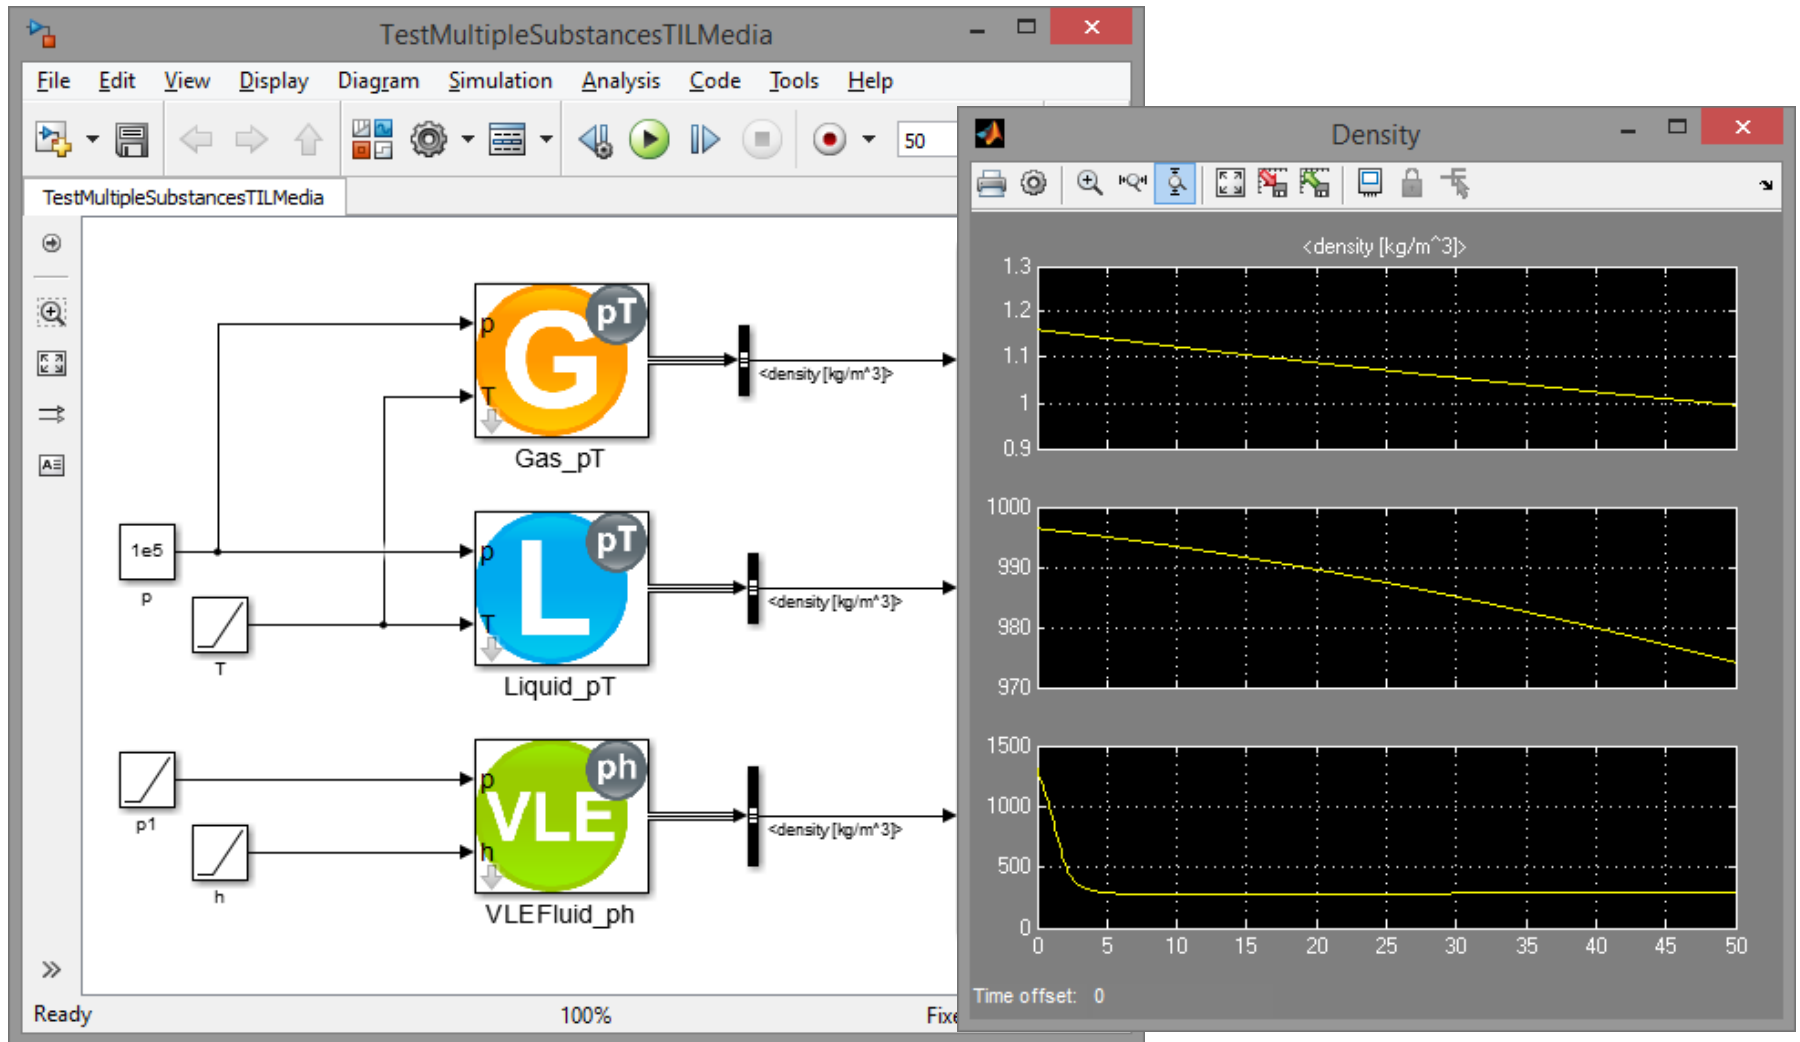 TestMultipleSubstancesTILMedia
File Edit View Display Diagram Simulation Analysis Code Tools Help
50
TestMultipleSubstancesTILMedia
p
T
G
pT
Gas_pT
<density [kg/m^3]>
1e5
p
T
p
T
L
pT
Liquid_pT
<density [kg/m^3]>
p1
h
p
h
VLE
ph
VLEFluid_ph
<density [kg/m^3]>
Ready 100% Fixe
Density
<density [kg/m^3]>
1.3
1.2
1.1
1
0.9
1000
990
980
970
1500
1000
500
0
0 5 10 15 20 25 30 35 40 45 50
Time offset: 0